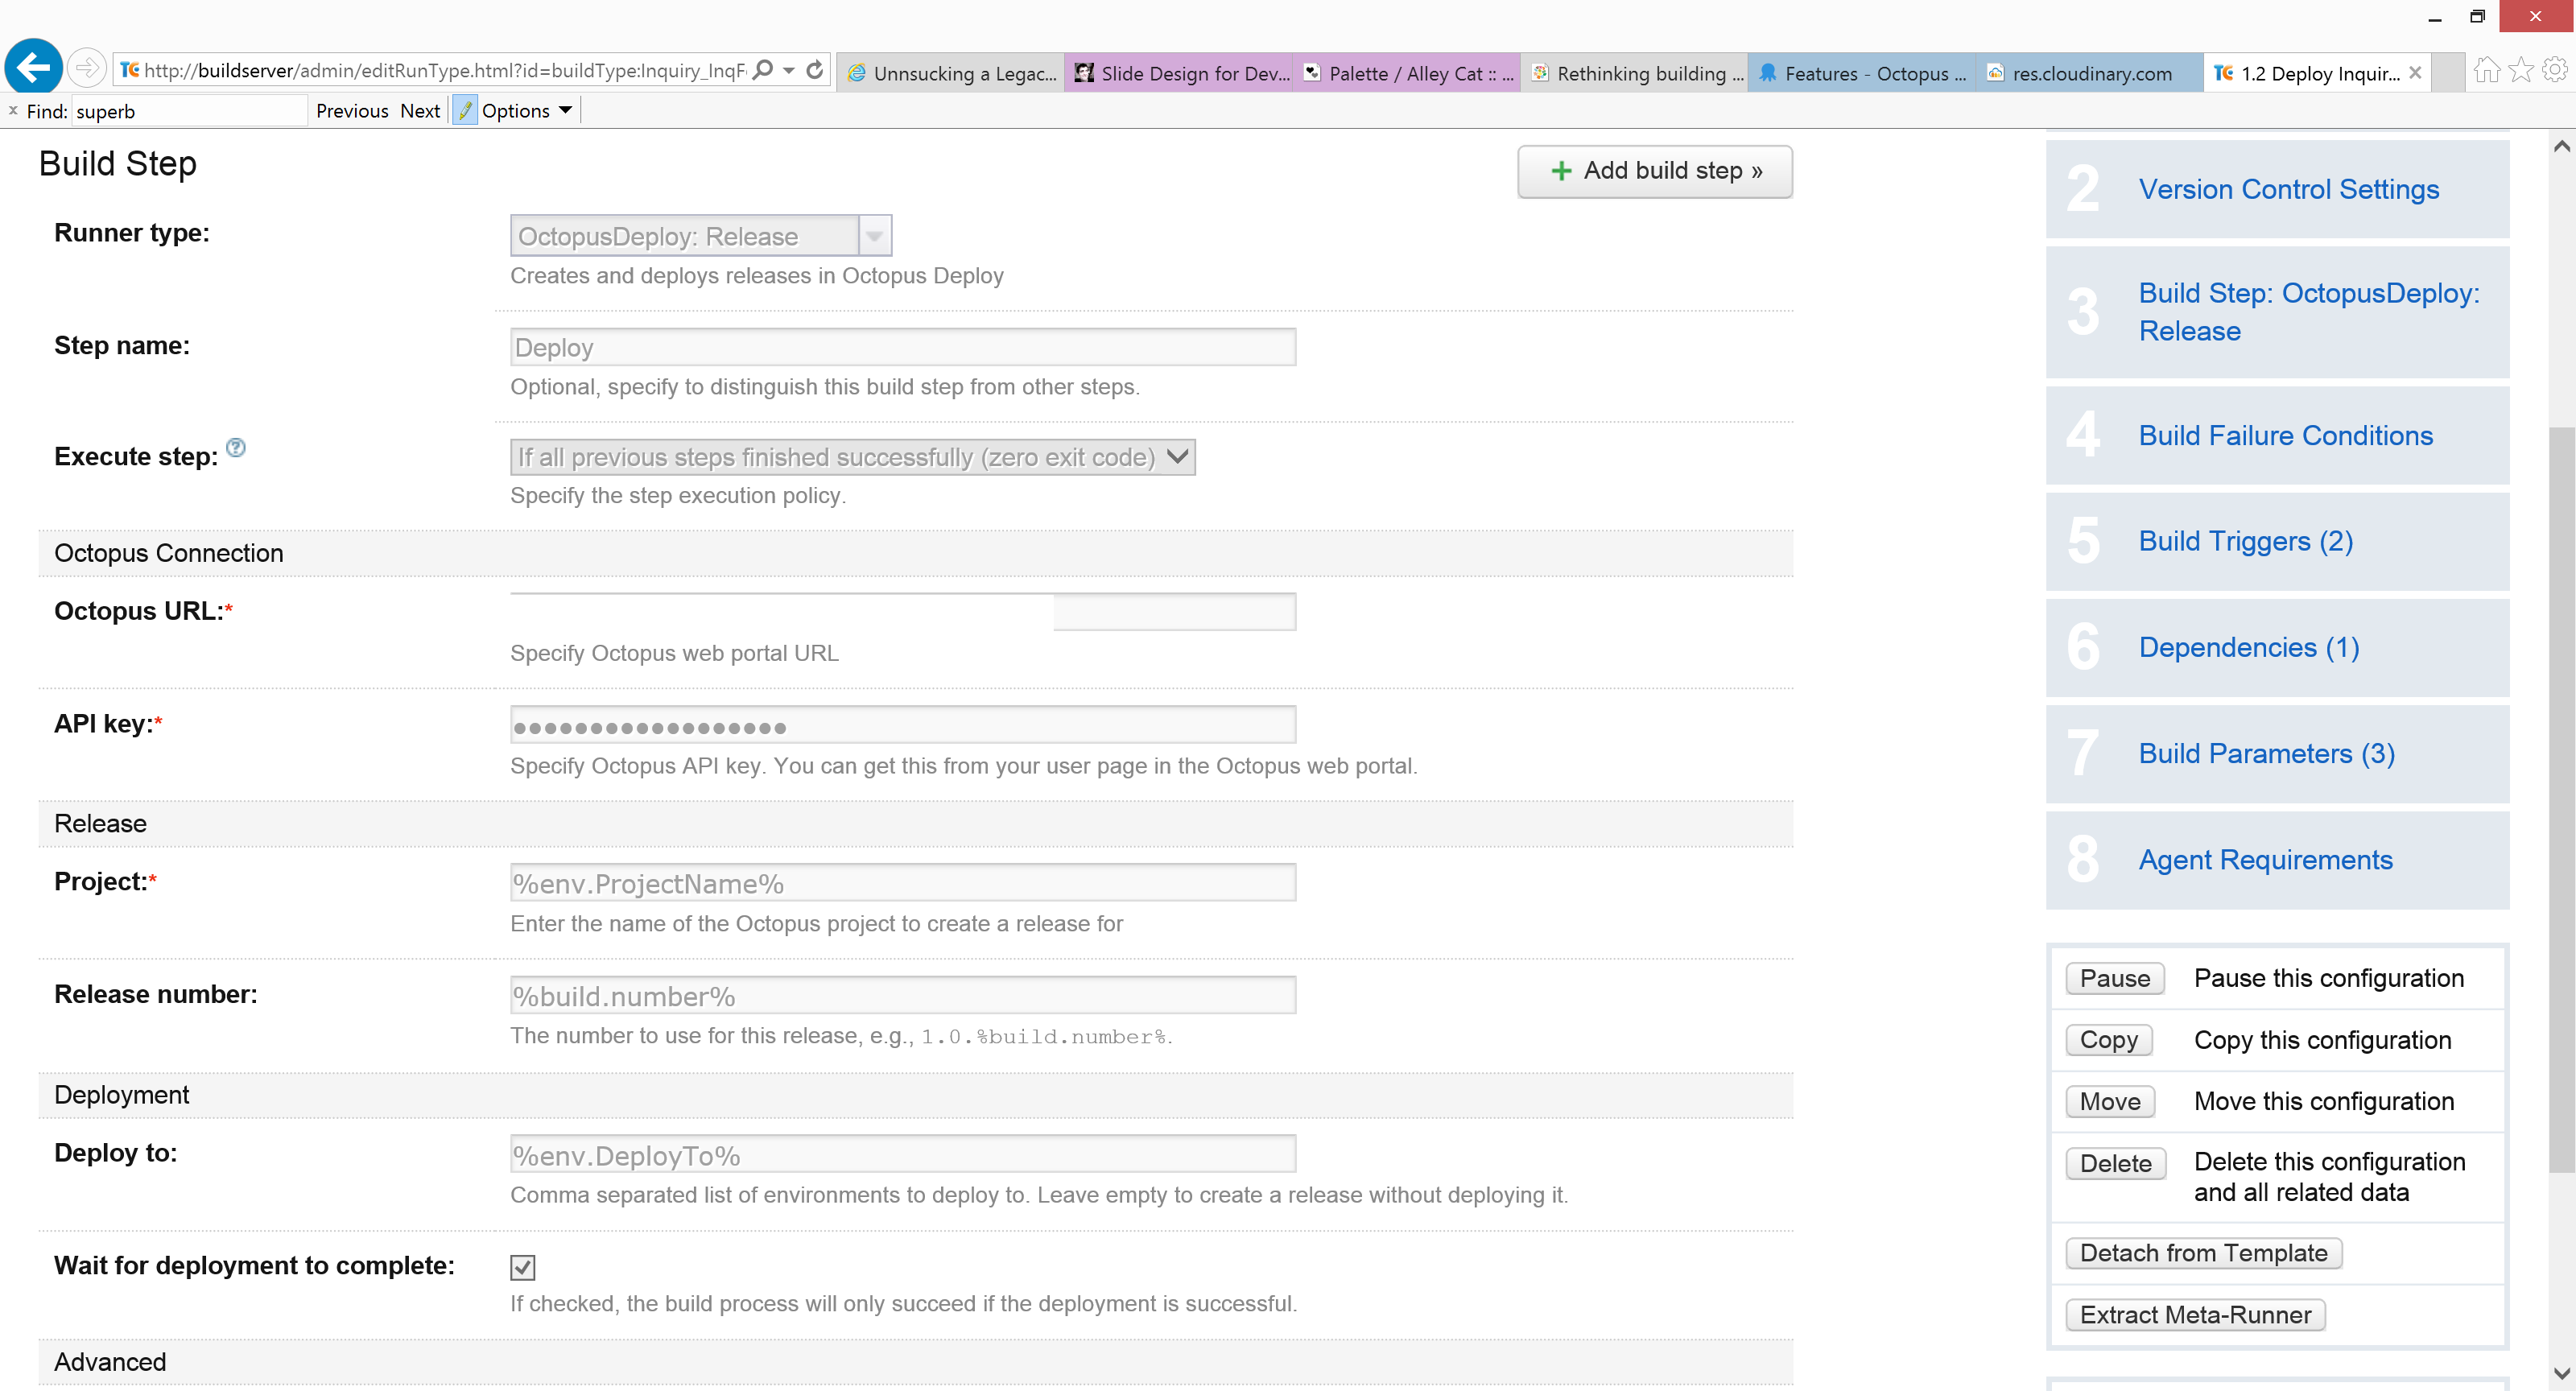 http://buildserver/admin/editRunType.html?id=buildType:Inquiry_InqF
Unnsucking a Legac...
Slide Design for Dev...
Palette / Alley Cat :: ...
Rethinking building ...
Features - Octopus ...
res.cloudinary.com
TC 1.2 Deploy Inquir...
x Find: superb Previous Next Options
Build Step
+ Add build step »
Runner type: OctopusDeploy: Release
Creates and deploys releases in Octopus Deploy
Step name: Deploy
Optional, specify to distinguish this build step from other steps.
Execute step: ? If all previous steps finished successfully (zero exit code)
Specify the step execution policy.
Octopus Connection
Octopus URL:*
Specify Octopus web portal URL
API key:* ••••••••••••••••••
Specify Octopus API key. You can get this from your user page in the Octopus web portal.
Release
Project:* %env.ProjectName%
Enter the name of the Octopus project to create a release for
Release number: %build.number%
The number to use for this release, e.g., 1.0.%build.number%.
Deployment
Deploy to: %env.DeployTo%
Comma separated list of environments to deploy to. Leave empty to create a release without deploying it.
Wait for deployment to complete:
If checked, the build process will only succeed if the deployment is successful.
Advanced
2 Version Control Settings
3 Build Step: OctopusDeploy:
Release
4 Build Failure Conditions
5 Build Triggers (2)
6 Dependencies (1)
7 Build Parameters (3)
8 Agent Requirements
Pause Pause this configuration
Copy Copy this configuration
Move Move this configuration
Delete Delete this configuration
and all related data
Detach from Template
Extract Meta-Runner